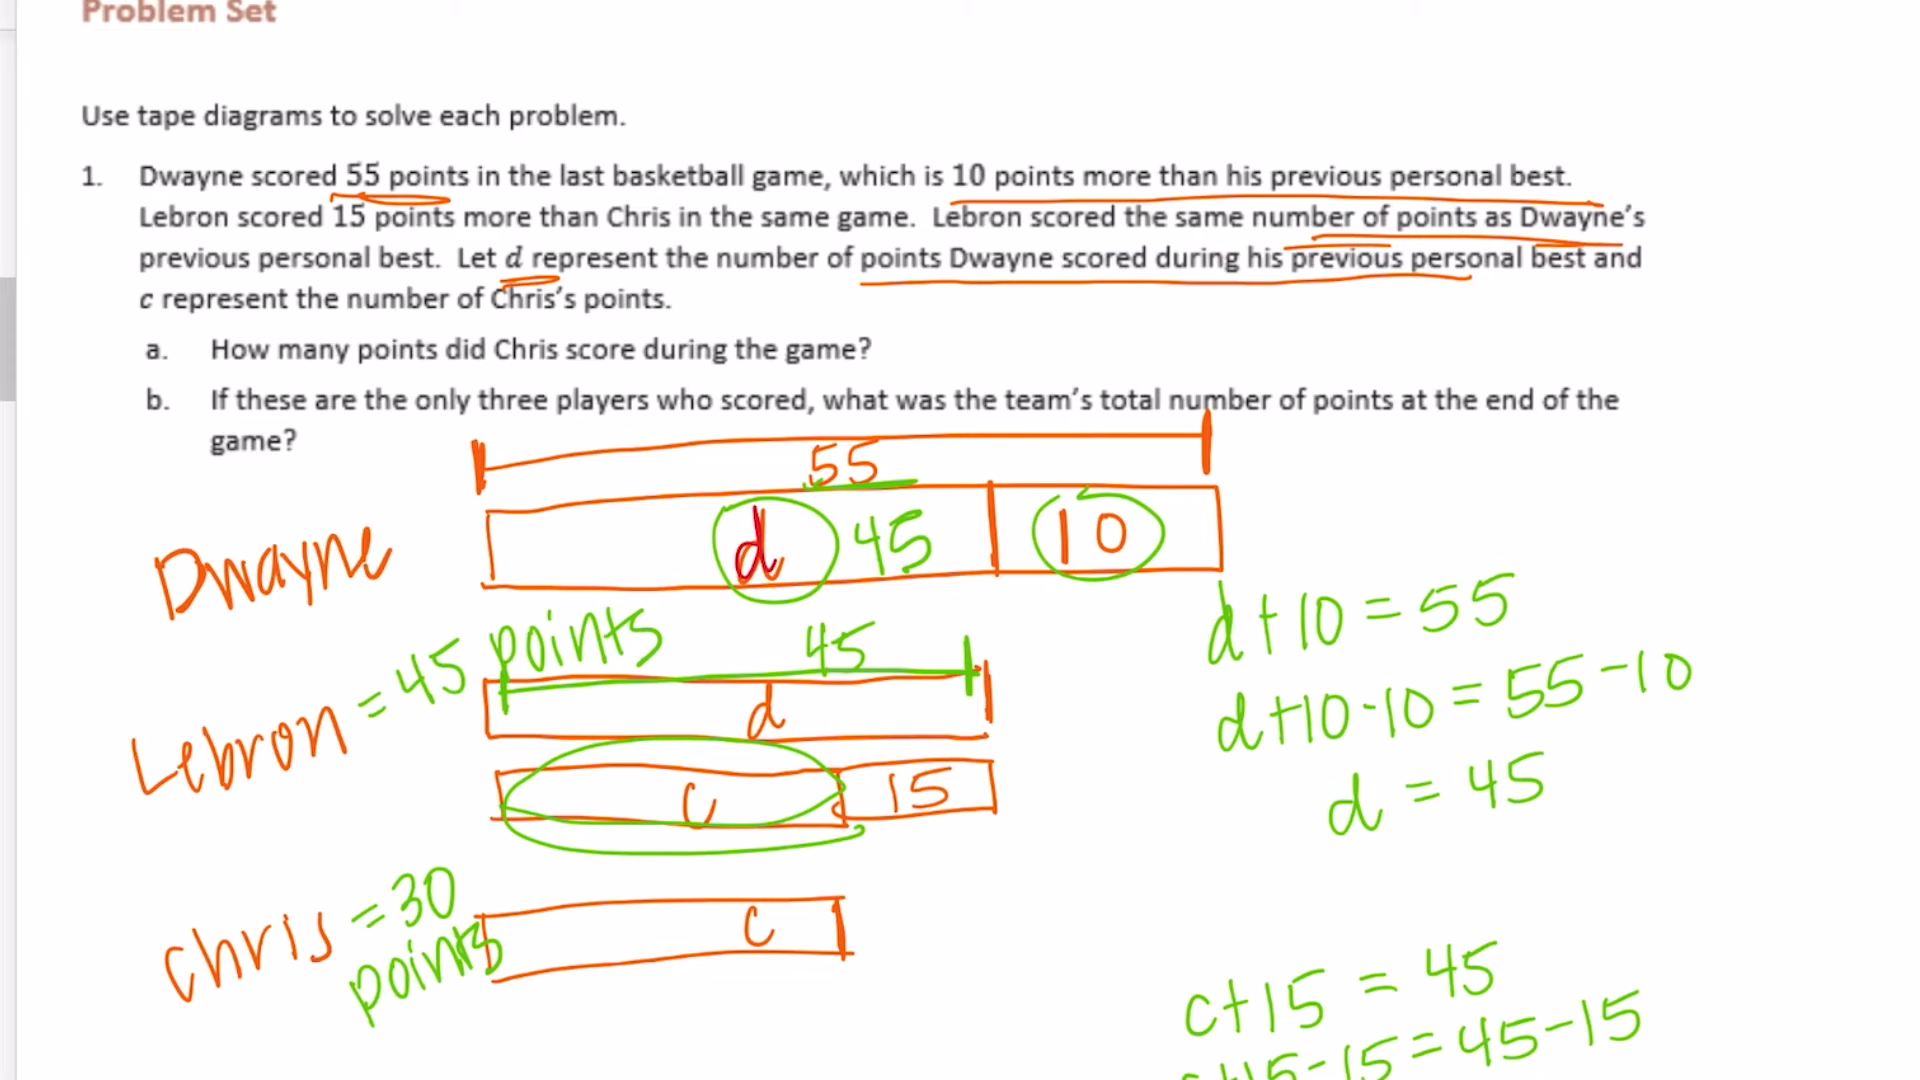 Problem Set
Use tape diagrams to solve each problem.
1. Dwayne scored 55 points in the last basketball game, which is 10 points more than his previous personal best.
Lebron scored 15 points more than Chris in the same game. Lebron scored the same number of points as Dwayne's
previous personal best. Let d represent the number of points Dwayne scored during his previous personal best and
c represent the number of Chris's points.
a. How many points did Chris score during the game?
b. If these are the only three players who scored, what was the team's total number of points at the end of the
game?
55
Dwayne d 45 10
d+10=55
Lebron =45 points 45
d
d+10-10=55-10
c 15
d=45
Chris =30
points
c
c+15=45
+15-15=45-15